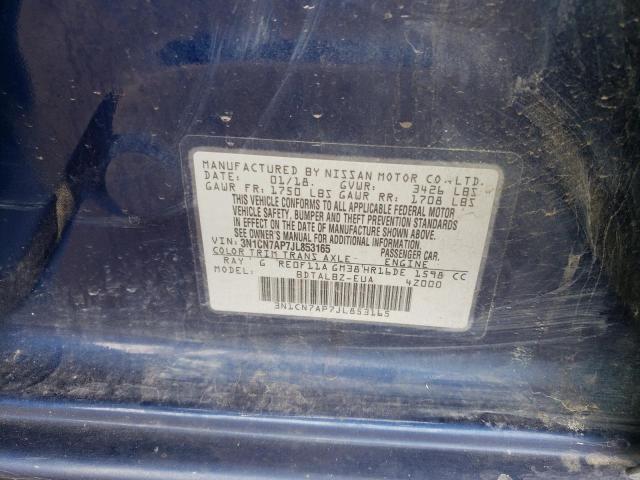 MANUFACTURED BY NISSAN MOTOR CO., LTD.
DATE: 01/18 GVWR: 3426 LBS
GAWR FR: 1750 LBS GAWR RR: 1708 LBS
THIS VEHICLE CONFORMS TO ALL APPLICABLE FEDERAL MOTOR
VEHICLE SAFETY, BUMPER AND THEFT PREVENTION STANDARDS
IN EFFECT ON THE DATE OF MANUFACTURE SHOWN ABOVE.
SEE OWNER'S MANUAL FOR ADDITIONAL INFORMATION.
VIN: 3N1CN7AP7JL853165 PASSENGER CAR
COLOR TRIM TRANS AXLE ENGINE
RAY G RE0F11A GM38 HR16DE 1598 CC
MODEL: BDTALBZ-EUA 42000
3N1CN7AP7JL853165